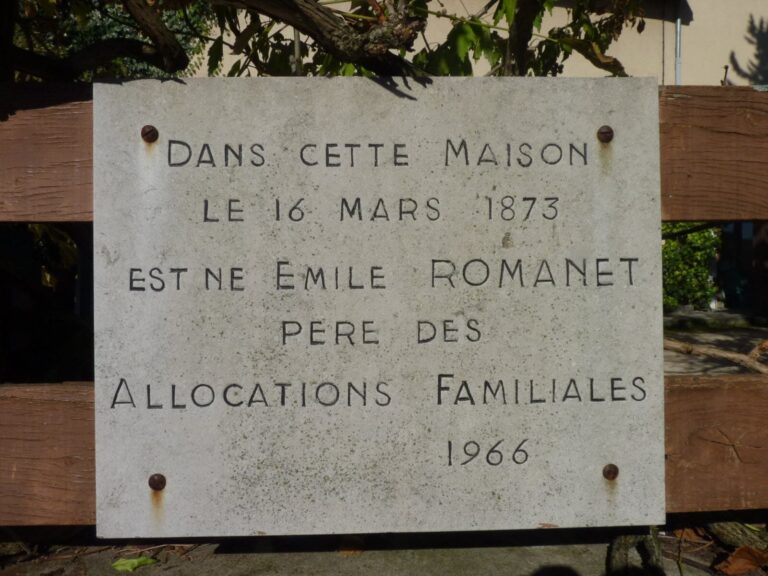 DANS CETTE MAISON
LE 16 MARS 1873
EST NE EMILE ROMANET
PERE DES
ALLOCATIONS FAMILIALES
1966